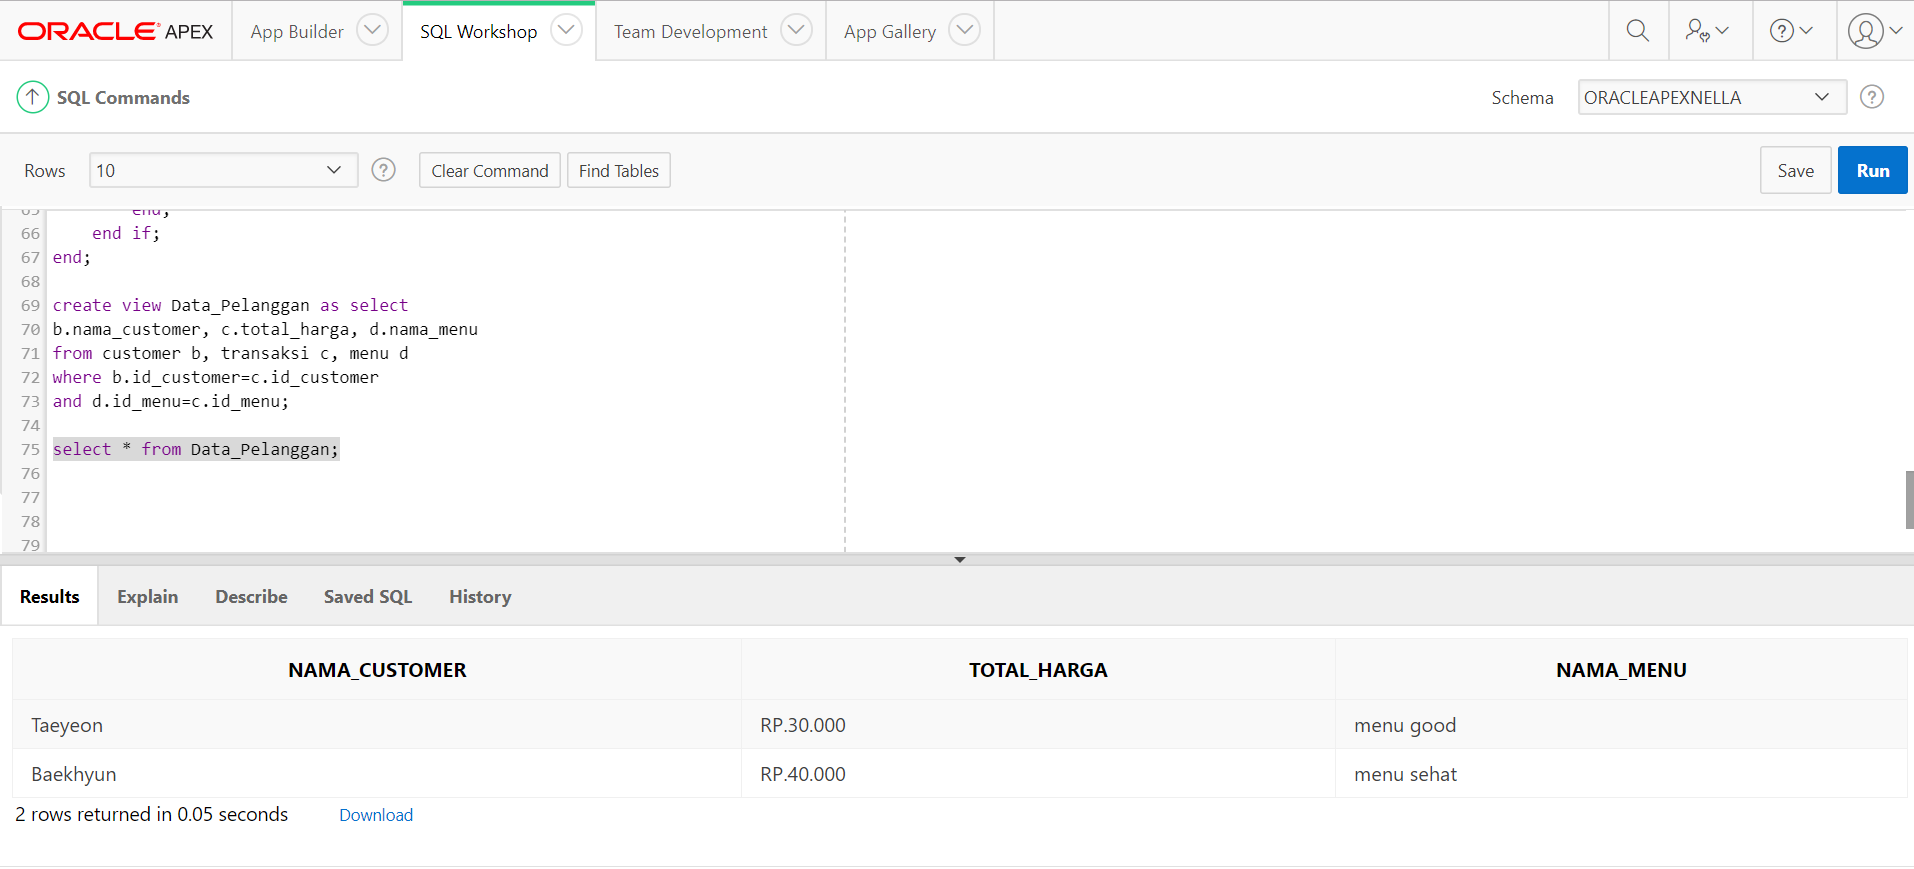 ORACLE® APEX App Builder SQL Workshop Team Development App Gallery
SQL Commands Schema ORACLEAPEXNELLA
Rows 10 Clear Command Find Tables Save Run
65 end;
66 end if;
67 end;
68
69 create view Data_Pelanggan as select
70 b.nama_customer, c.total_harga, d.nama_menu
71 from customer b, transaksi c, menu d
72 where b.id_customer=c.id_customer
73 and d.id_menu=c.id_menu;
74
75 select * from Data_Pelanggan;
76
77
78
79
Results Explain Describe Saved SQL History
NAMA_CUSTOMER TOTAL_HARGA NAMA_MENU
Taeyeon RP.30.000 menu good
Baekhyun RP.40.000 menu sehat
2 rows returned in 0.05 seconds Download